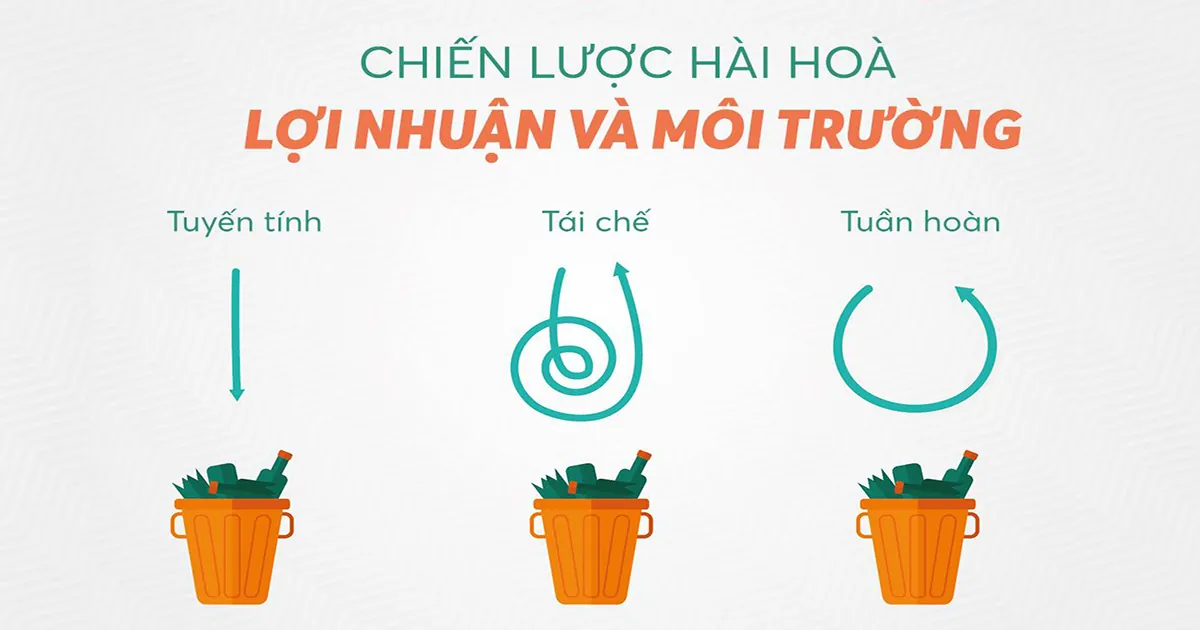 CHIẾN LƯỢC HÀI HOÀ
LỢI NHUẬN VÀ MÔI TRƯỜNG
Tuyến tính
Tái chế
Tuần hoàn